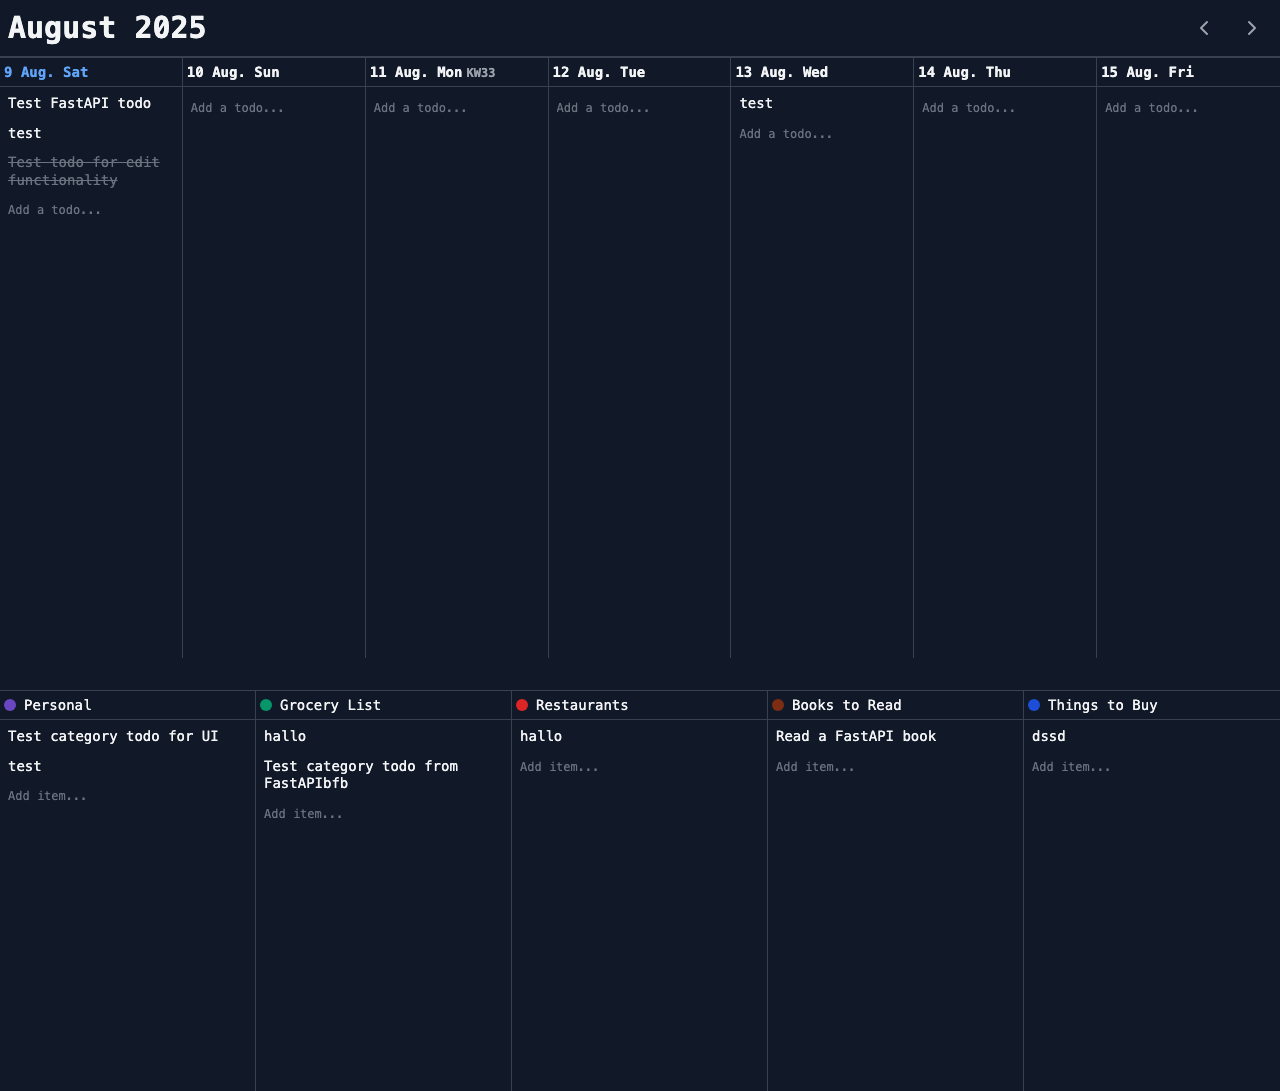 August 2025
9 Aug. Sat
10 Aug. Sun
11 Aug. Mon KW33
12 Aug. Tue
13 Aug. Wed
14 Aug. Thu
15 Aug. Fri
Test FastAPI todo
test
Test todo for edit
functionality
Add a todo...
Add a todo...
Add a todo...
Add a todo...
test
Add a todo...
Add a todo...
Add a todo...
Personal
Test category todo for UI
test
Add item...
Grocery List
hallo
Test category todo from
FastAPIbfb
Add item...
Restaurants
hallo
Add item...
Books to Read
Read a FastAPI book
Add item...
Things to Buy
dssd
Add item...